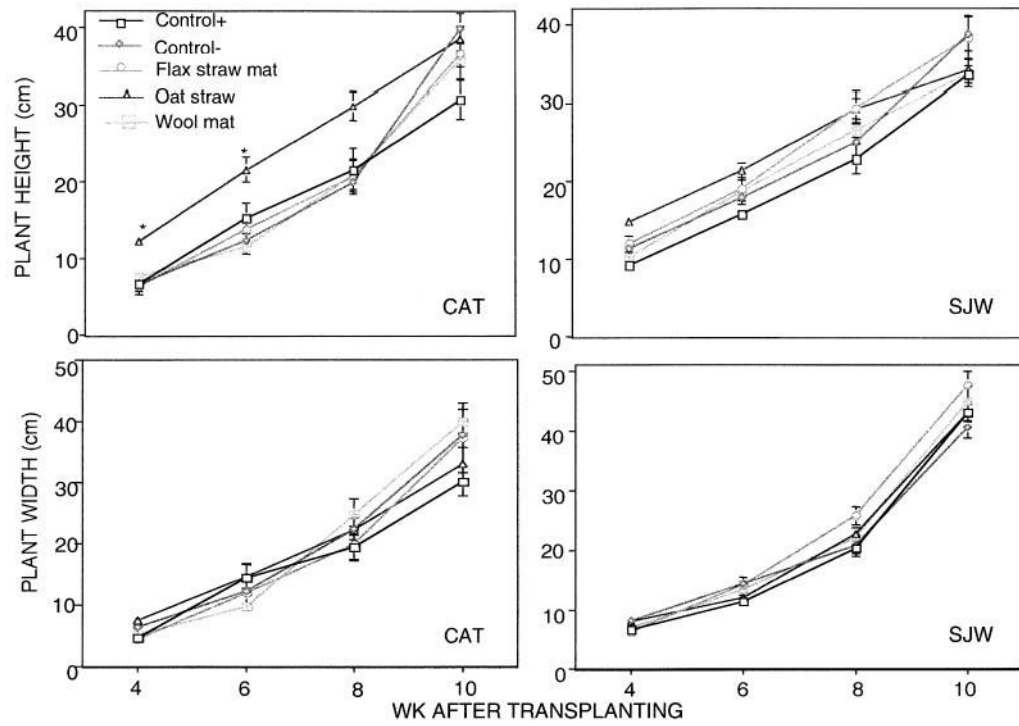 Control+
Control-
Flax straw mat
Oat straw
Wool mat
PLANT HEIGHT (cm)
40
30
20
10
0
*
*
CAT
40
30
20
10
0
SJW
PLANT WIDTH (cm)
50
40
30
20
10
0
CAT
4
6
8
10
50
40
30
20
10
0
SJW
4
6
8
10
WK AFTER TRANSPLANTING